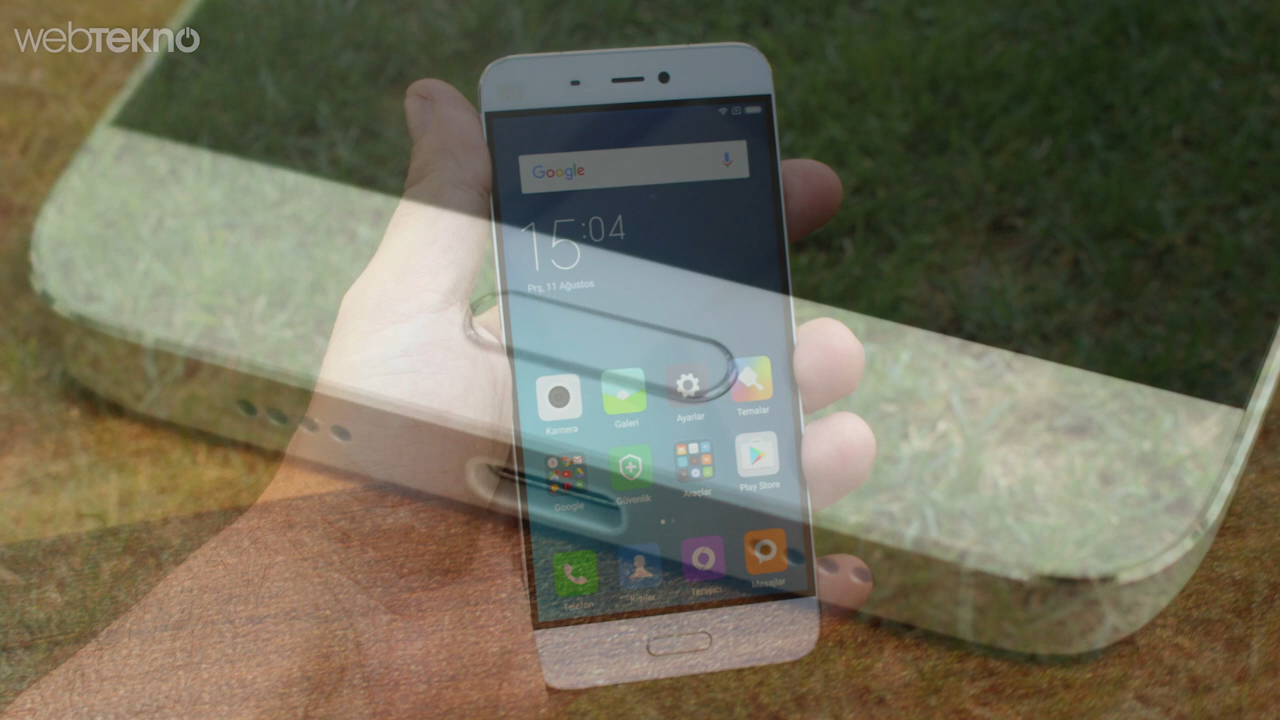 webTEKNO
Google
15:04
Prş, 11 Ağustos
Kamera
Galeri
Ayarlar
Temalar
Google
Güvenlik
Araçlar
Play Store
Telefon
Kişiler
Tarayıcı
Mesajlar